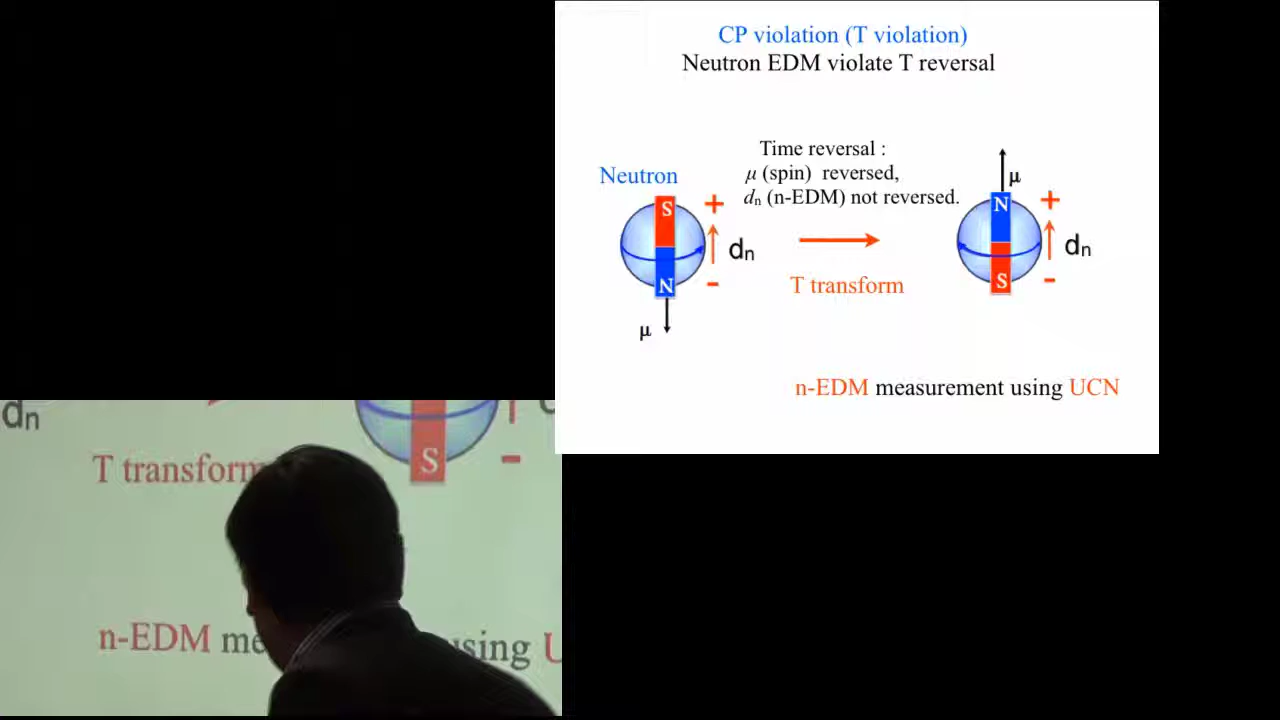 CP violation (T violation)
Neutron EDM violate T reversal
Time reversal :
μ (spin) reversed,
dn (n-EDM) not reversed.
Neutron
S
N
μ
+
dn
-
T transform
μ
N
S
+
dn
-
n-EDM measurement using UCN
dn
T transform
S
-
n-EDM me using U